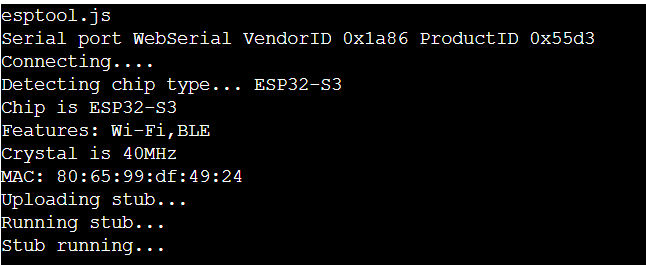 esptool.js
Serial port WebSerial VendorID 0x1a86 ProductID 0x55d3
Connecting....
Detecting chip type... ESP32-S3
Chip is ESP32-S3
Features: Wi-Fi,BLE
Crystal is 40MHz
MAC: 80:65:99:df:49:24
Uploading stub...
Running stub...
Stub running...